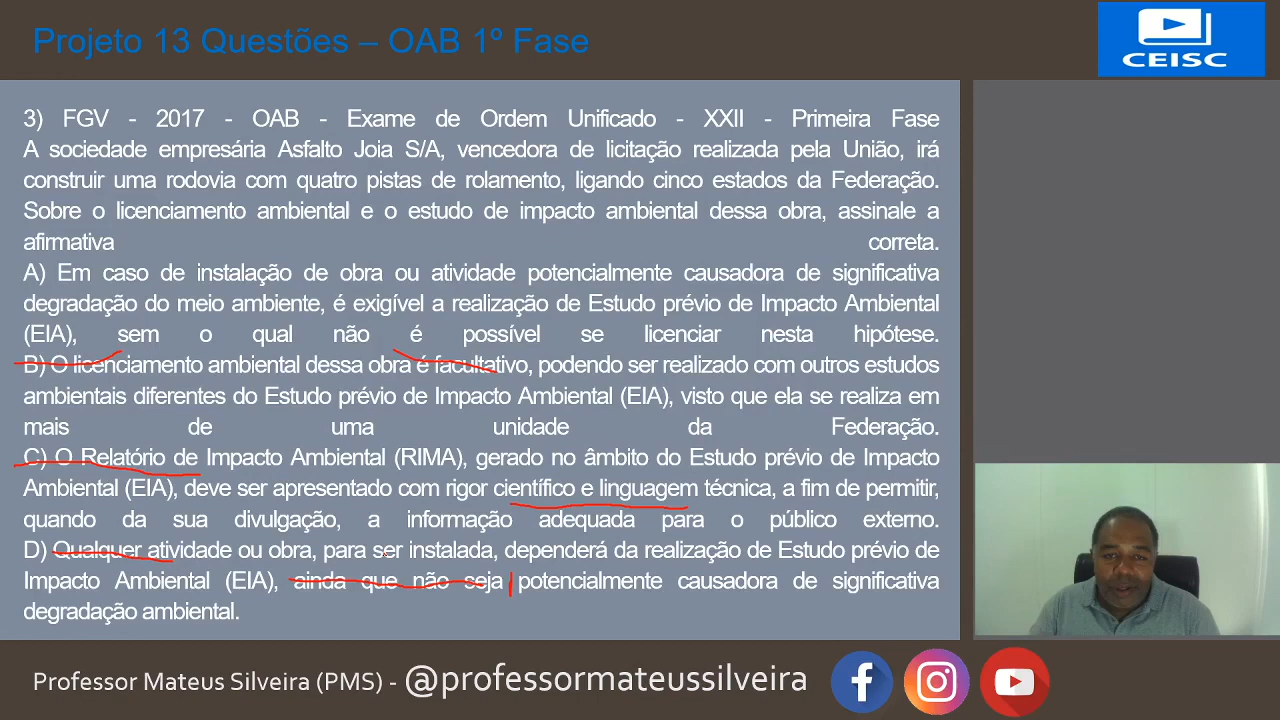 Projeto 13 Questões – OAB 1º Fase
CEISC
3) FGV - 2017 - OAB - Exame de Ordem Unificado - XXII - Primeira Fase
A sociedade empresária Asfalto Joia S/A, vencedora de licitação realizada pela União, irá
construir uma rodovia com quatro pistas de rolamento, ligando cinco estados da Federação.
Sobre o licenciamento ambiental e o estudo de impacto ambiental dessa obra, assinale a
afirmativa correta.
A) Em caso de instalação de obra ou atividade potencialmente causadora de significativa
degradação do meio ambiente, é exigível a realização de Estudo prévio de Impacto Ambiental
(EIA), sem o qual não é possível se licenciar nesta hipótese.
B) O licenciamento ambiental dessa obra é facultativo, podendo ser realizado com outros estudos
ambientais diferentes do Estudo prévio de Impacto Ambiental (EIA), visto que ela se realiza em
mais de uma unidade da Federação.
C) O Relatório de Impacto Ambiental (RIMA), gerado no âmbito do Estudo prévio de Impacto
Ambiental (EIA), deve ser apresentado com rigor científico e linguagem técnica, a fim de permitir,
quando da sua divulgação, a informação adequada para o público externo.
D) Qualquer atividade ou obra, para ser instalada, dependerá da realização de Estudo prévio de
Impacto Ambiental (EIA), ainda que não seja potencialmente causadora de significativa
degradação ambiental.
Professor Mateus Silveira (PMS) - @professormateussilveira